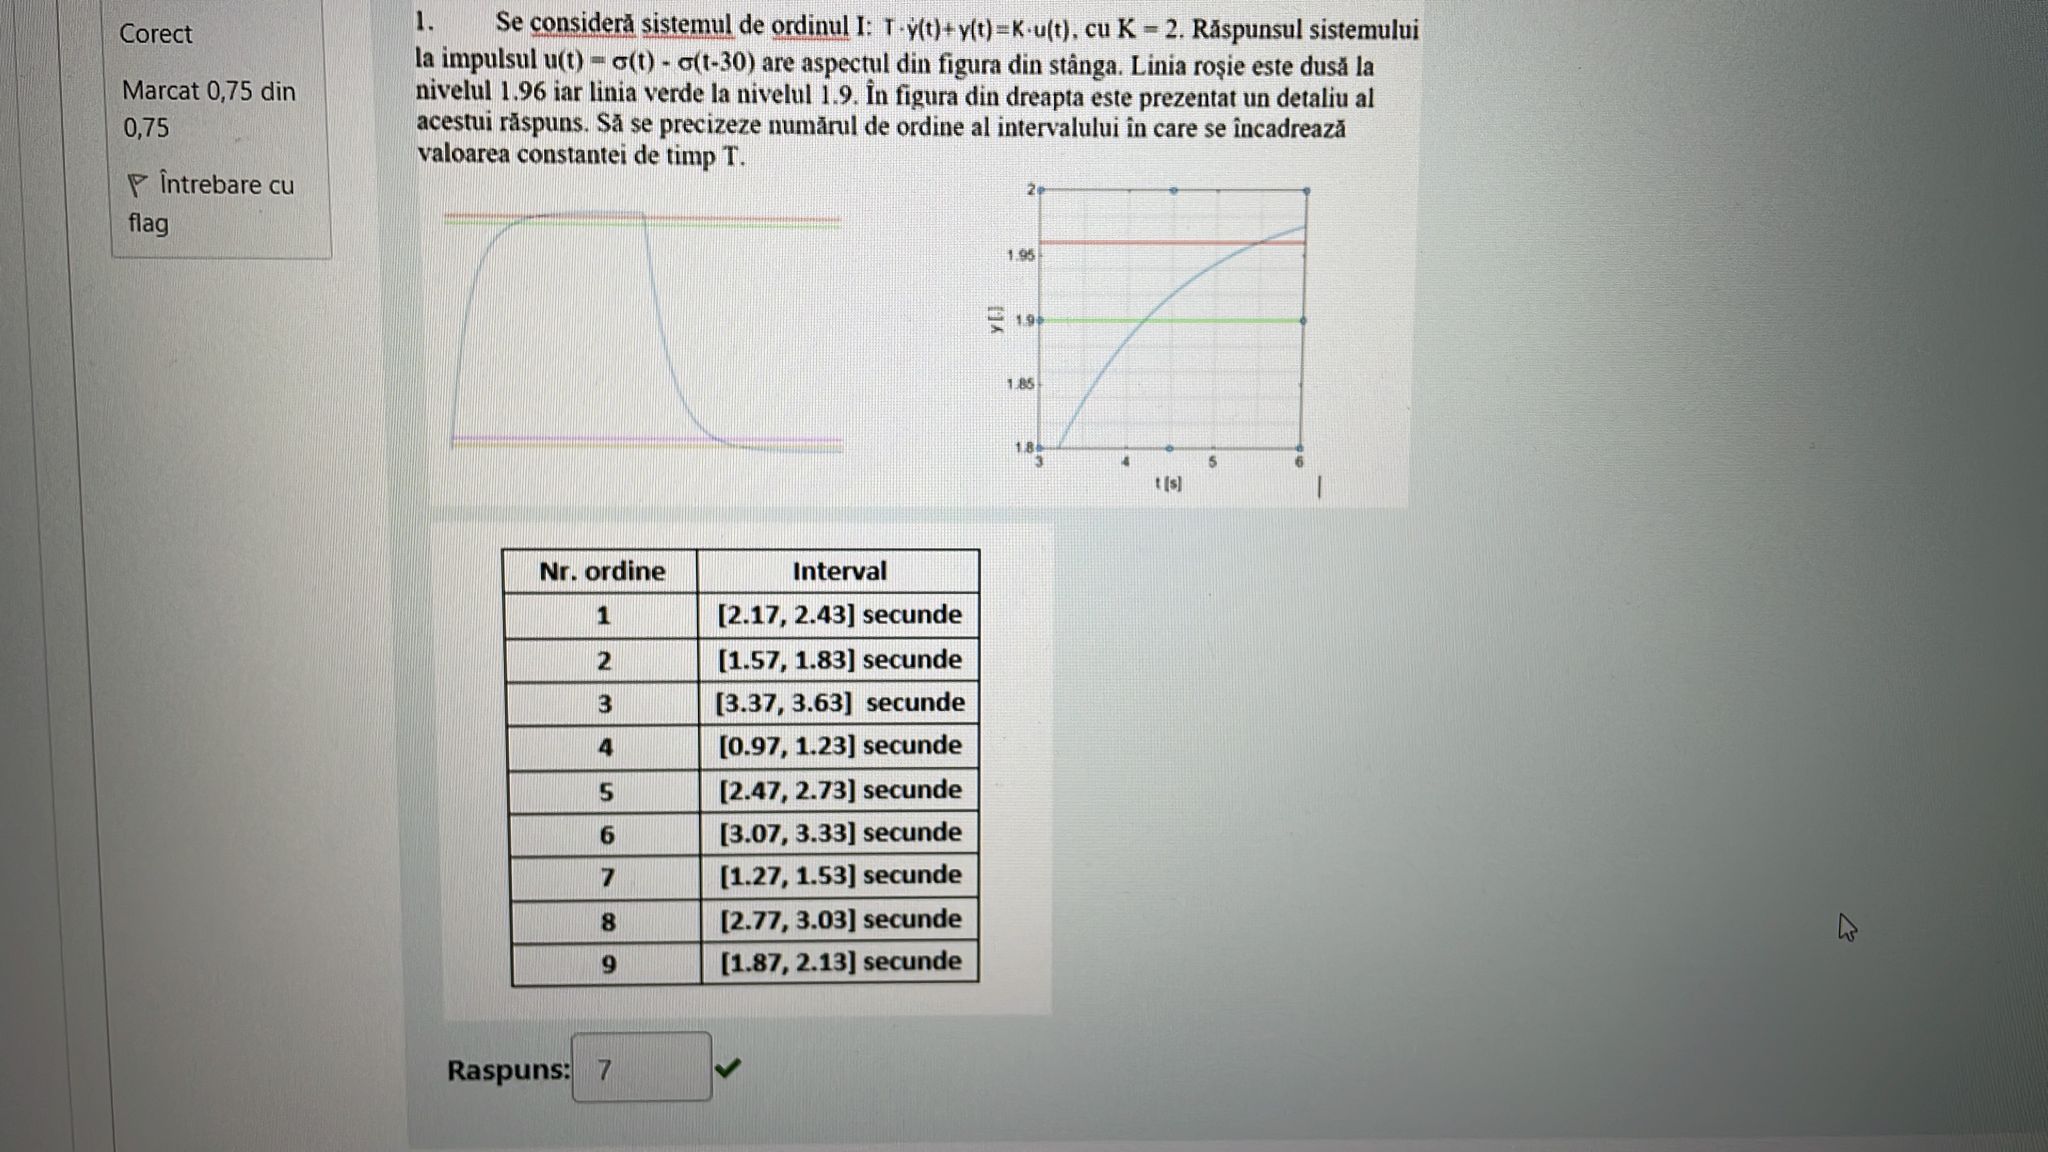 Corect
Marcat 0,75 din
0,75
Întrebare cu
flag
1. Se consideră sistemul de ordinul I: T·ẏ(t)+y(t)=K·u(t), cu K = 2. Răspunsul sistemului
la impulsul u(t) = σ(t) - σ(t-30) are aspectul din figura din stânga. Linia roşie este dusă la
nivelul 1.96 iar linia verde la nivelul 1.9. În figura din dreapta este prezentat un detaliu al
acestui răspuns. Să se precizeze numărul de ordine al intervalului în care se încadrează
valoarea constantei de timp T.
2
1.95
1.9
1.85
1.8
y [:]
3 4 5 6
t [s]
Nr. ordine Interval
1 [2.17, 2.43] secunde
2 [1.57, 1.83] secunde
3 [3.37, 3.63] secunde
4 [0.97, 1.23] secunde
5 [2.47, 2.73] secunde
6 [3.07, 3.33] secunde
7 [1.27, 1.53] secunde
8 [2.77, 3.03] secunde
9 [1.87, 2.13] secunde
Raspuns: 7